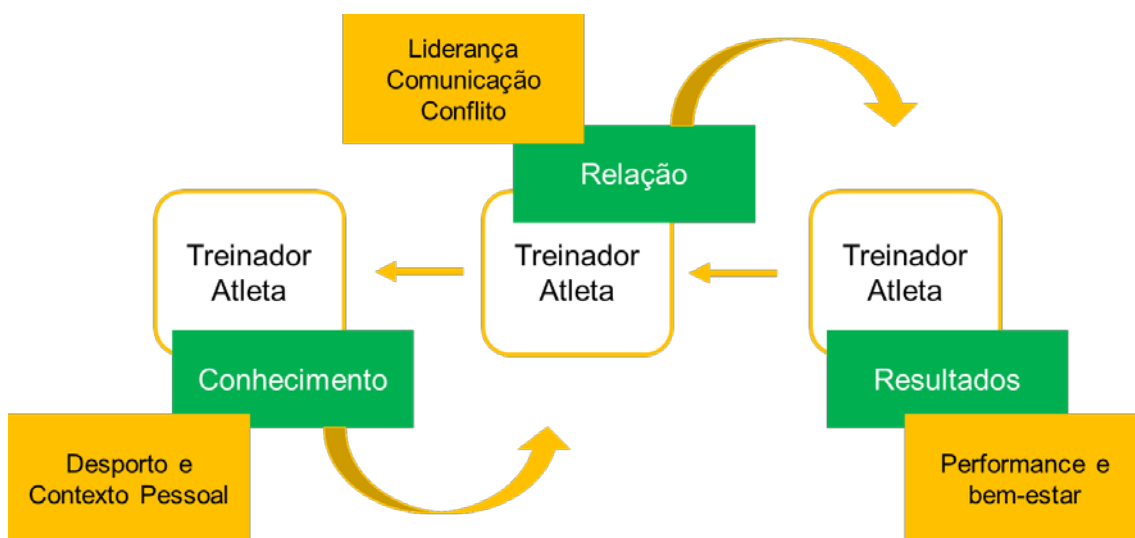 Liderança
Comunicação
Conflito
Relação
Treinador
Atleta
Treinador
Atleta
Treinador
Atleta
Conhecimento
Resultados
Desporto e
Contexto Pessoal
Performance e
bem-estar